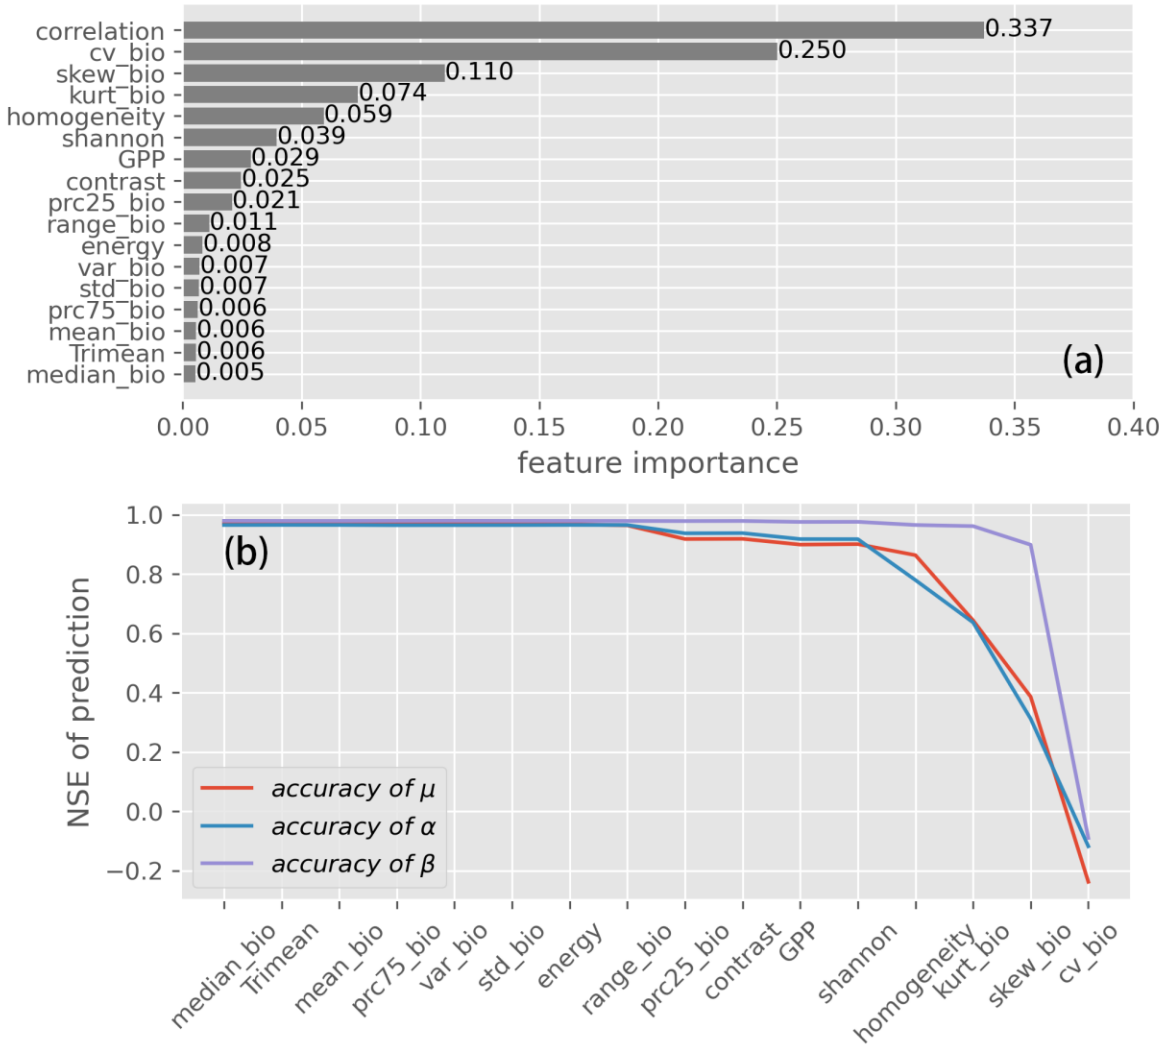 correlation 0.337
cv_bio 0.250
skew_bio 0.110
kurt_bio 0.074
homogeneity 0.059
shannon 0.039
GPP 0.029
contrast 0.025
prc25_bio 0.021
range_bio 0.011
energy 0.008
var_bio 0.007
std_bio 0.007
prc75_bio 0.006
mean_bio 0.006
Trimean 0.006
median_bio 0.005
(a)
0.00 0.05 0.10 0.15 0.20 0.25 0.30 0.35 0.40
feature importance
(b)
NSE of prediction
1.0
0.8
0.6
0.4
0.2
0.0
−0.2
accuracy of μ
accuracy of α
accuracy of β
median_bio Trimean mean_bio prc75_bio var_bio std_bio energy range_bio prc25_bio contrast GPP shannon homogeneity kurt_bio skew_bio cv_bio